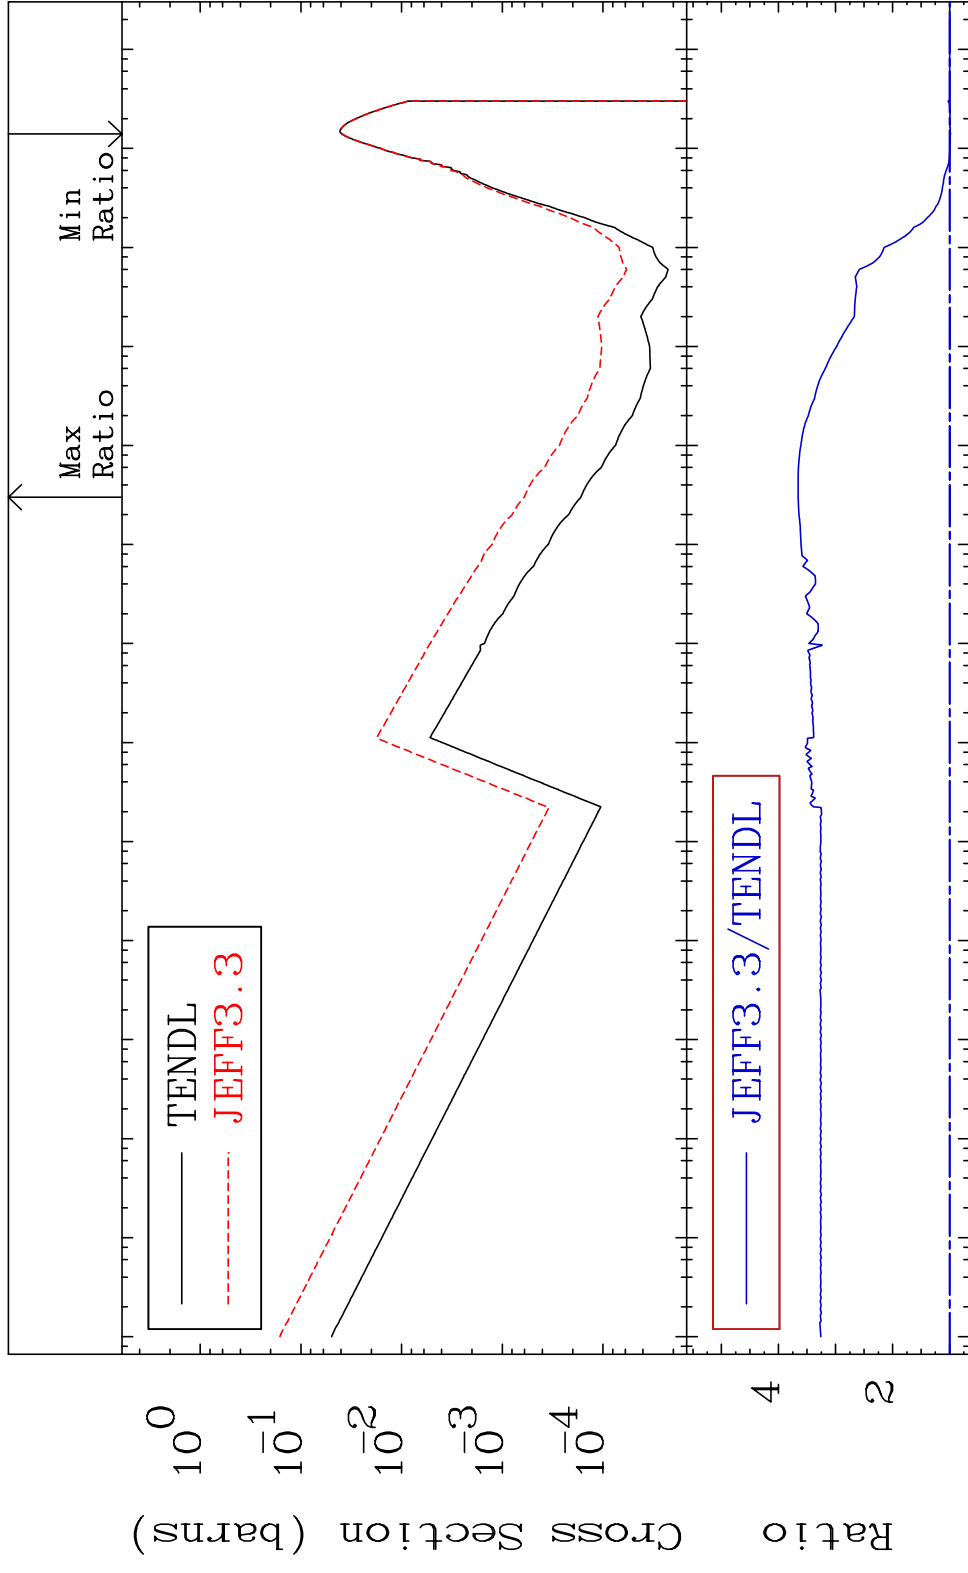 Min
Ratio
Max
Ratio
TENDL
JEFF3.3
10^0
10^-1
10^-2
10^-3
10^-4
Cross Section (barns)
JEFF3.3/TENDL
4
2
Ratio